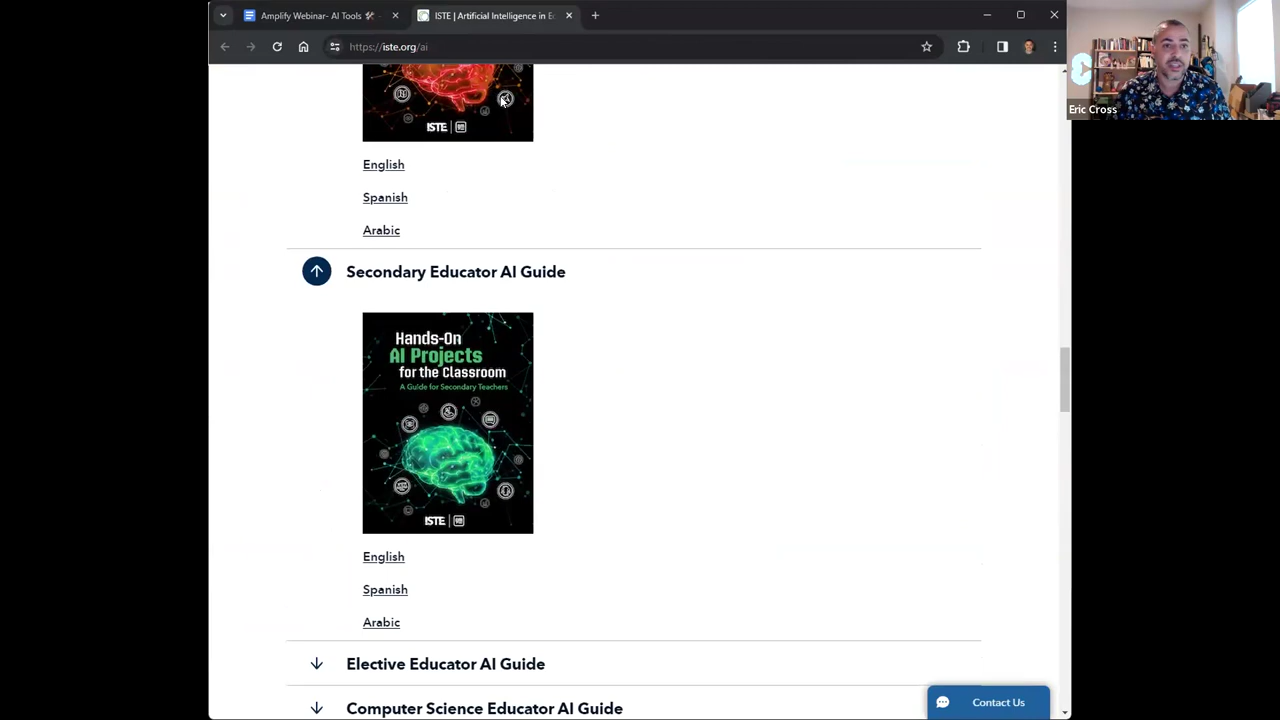 Amplify Webinar- AI Tools 🛠 -
ISTE | Artificial Intelligence in Ed
https://iste.org/ai
Eric Cross
ISTE
English
Spanish
Arabic
Secondary Educator AI Guide
Hands-On
AI Projects
for the Classroom
A Guide for Secondary Teachers
ISTE
English
Spanish
Arabic
Elective Educator AI Guide
Computer Science Educator AI Guide
Contact Us